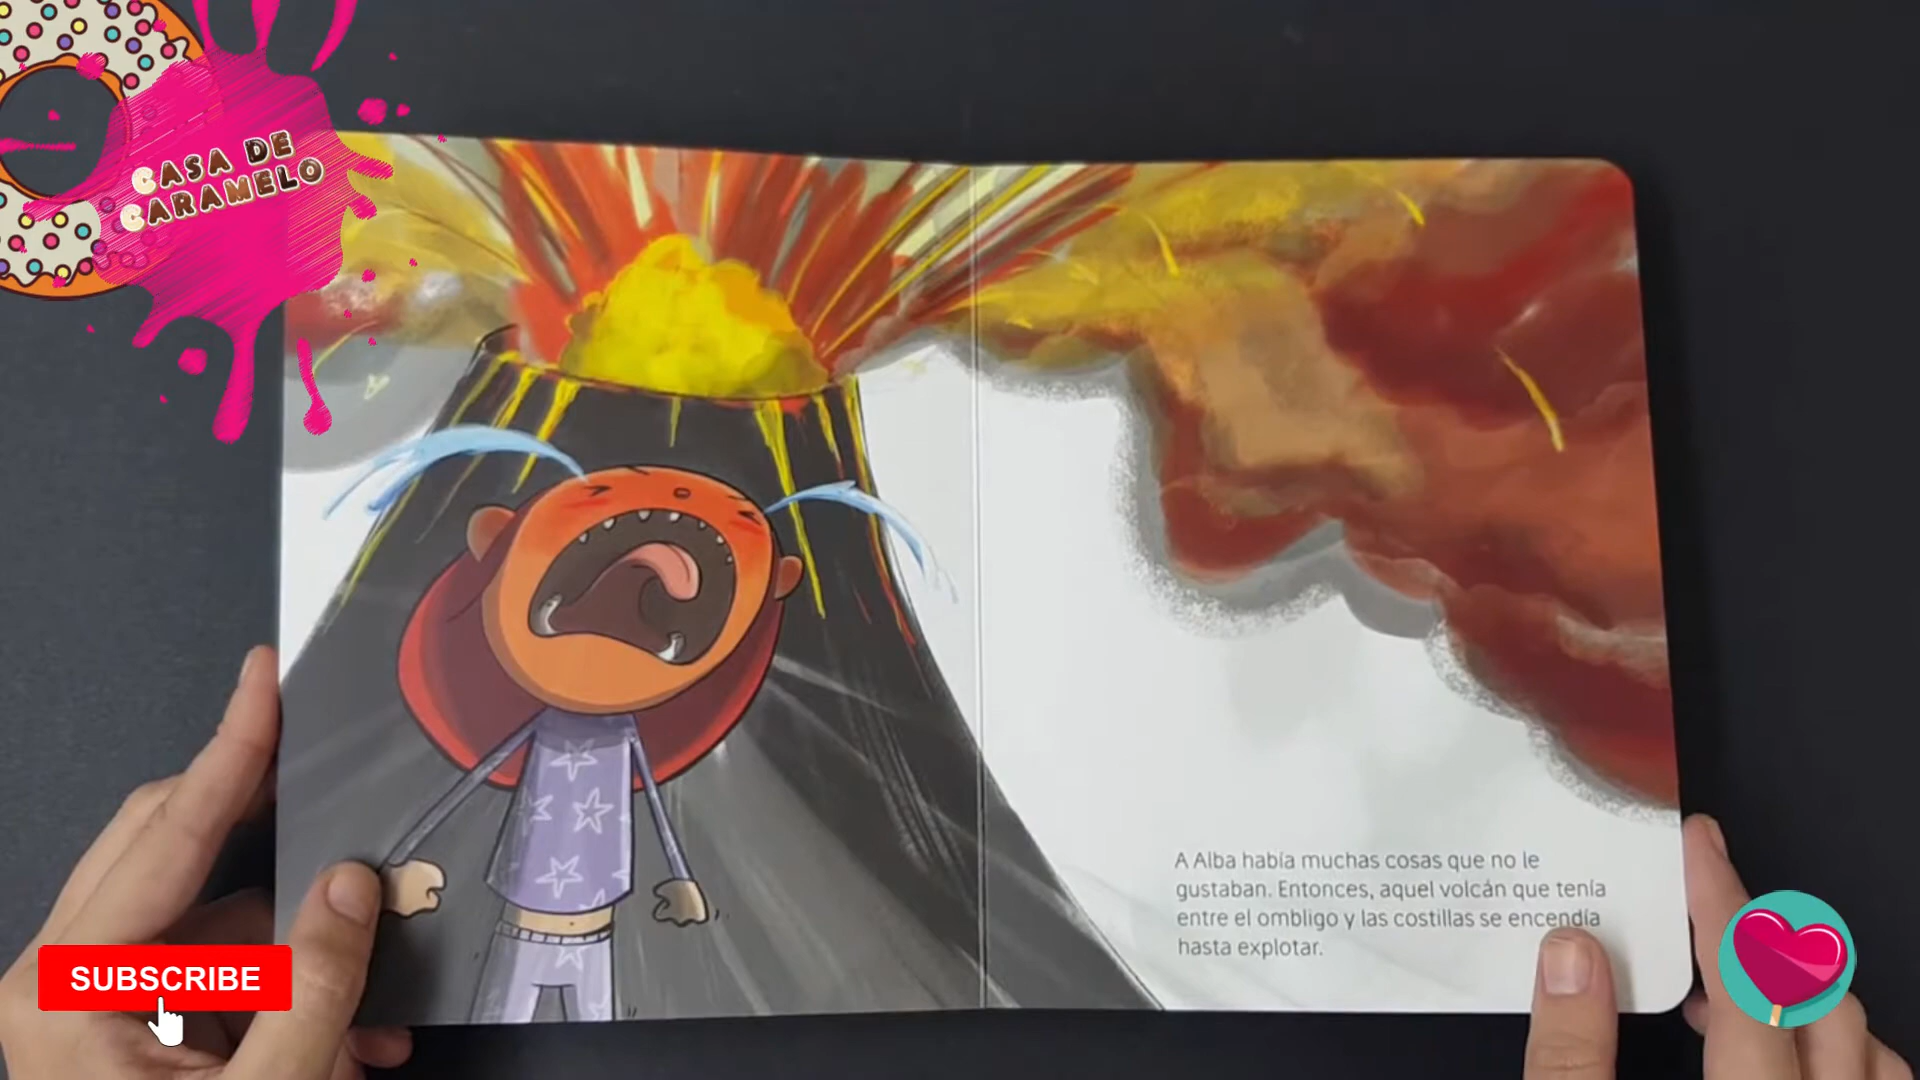 CASA DE
CARAMELO
A Alba había muchas cosas que no le
gustaban. Entonces, aquel volcán que tenía
entre el ombligo y las costillas se encendía
hasta explotar.
SUBSCRIBE